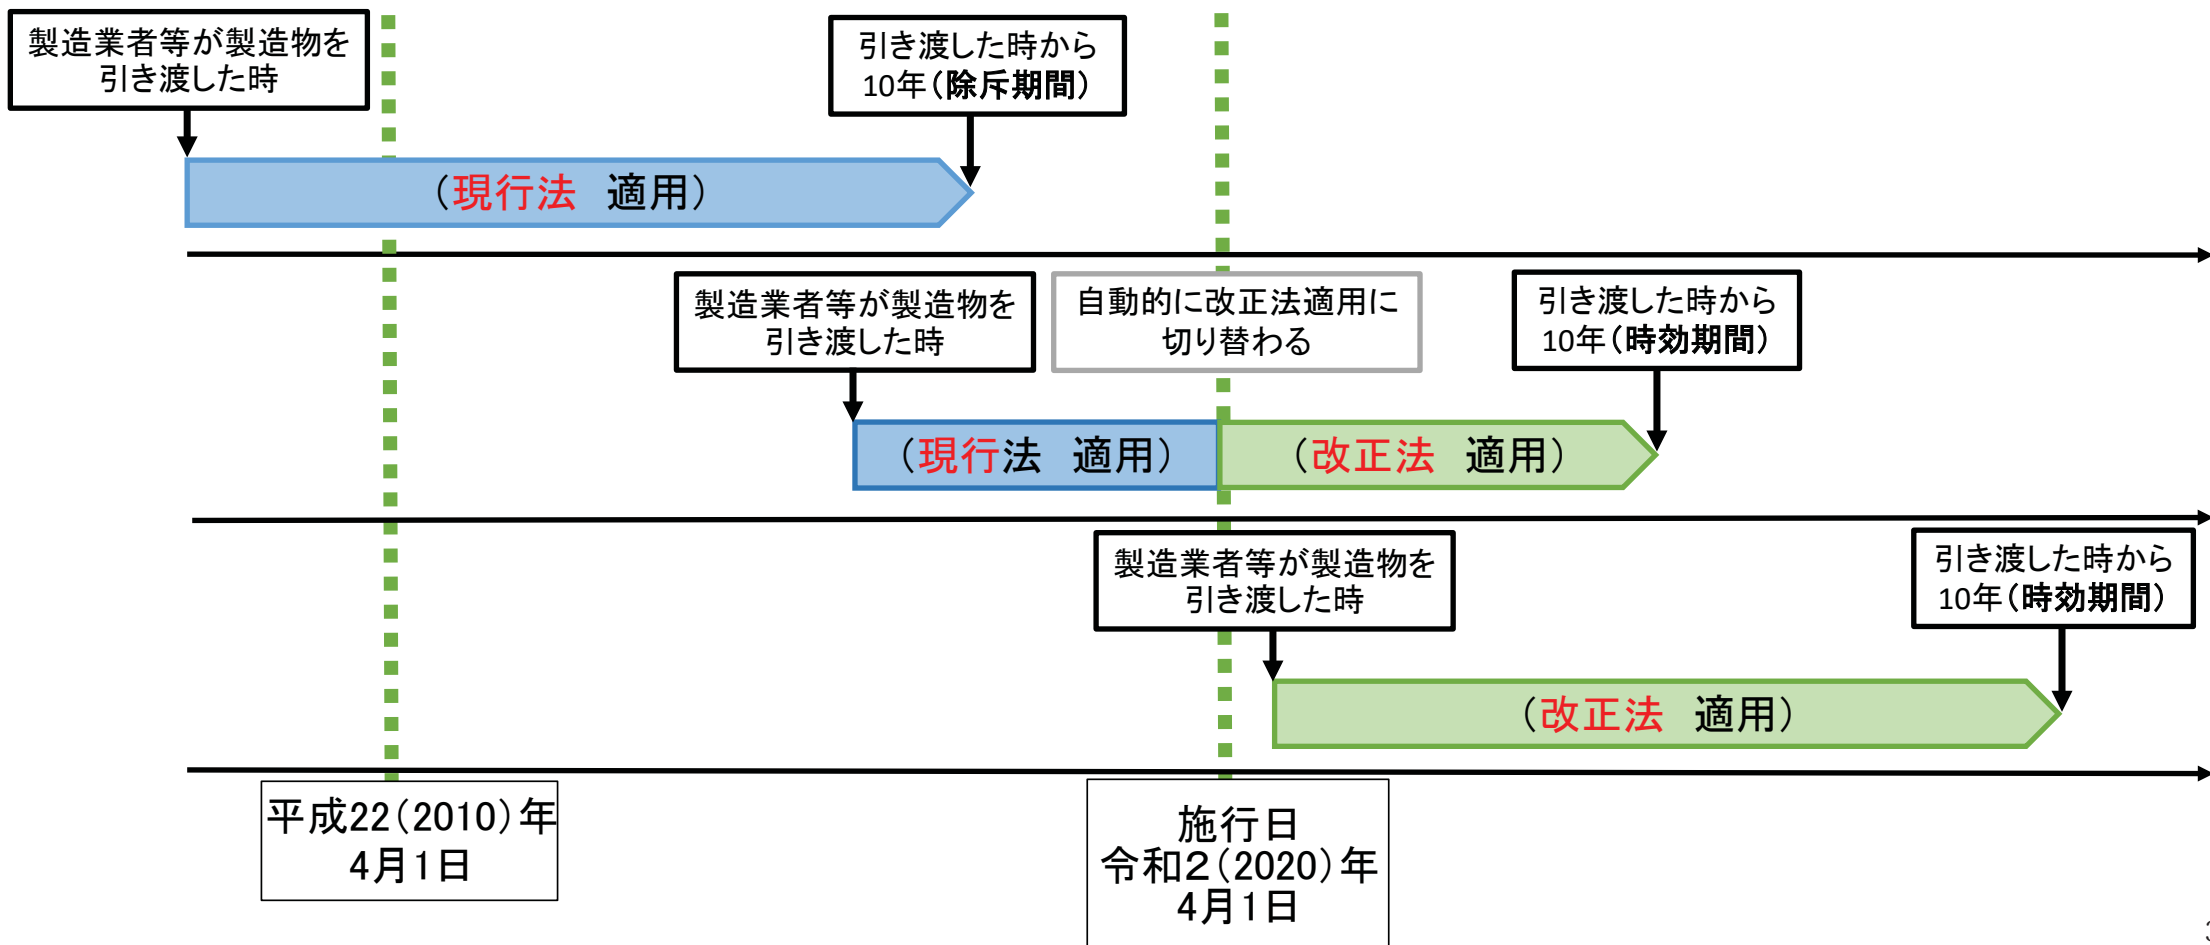 製造業者等が製造物を
引き渡した時
引き渡した時から
10年（除斥期間）
（現行法　適用）
製造業者等が製造物を
引き渡した時
自動的に改正法適用に
切り替わる
引き渡した時から
10年（時効期間）
（現行法　適用）
（改正法　適用）
製造業者等が製造物を
引き渡した時
引き渡した時から
10年（時効期間）
（改正法　適用）
平成22（2010）年
4月1日
施行日
令和2（2020）年
4月1日